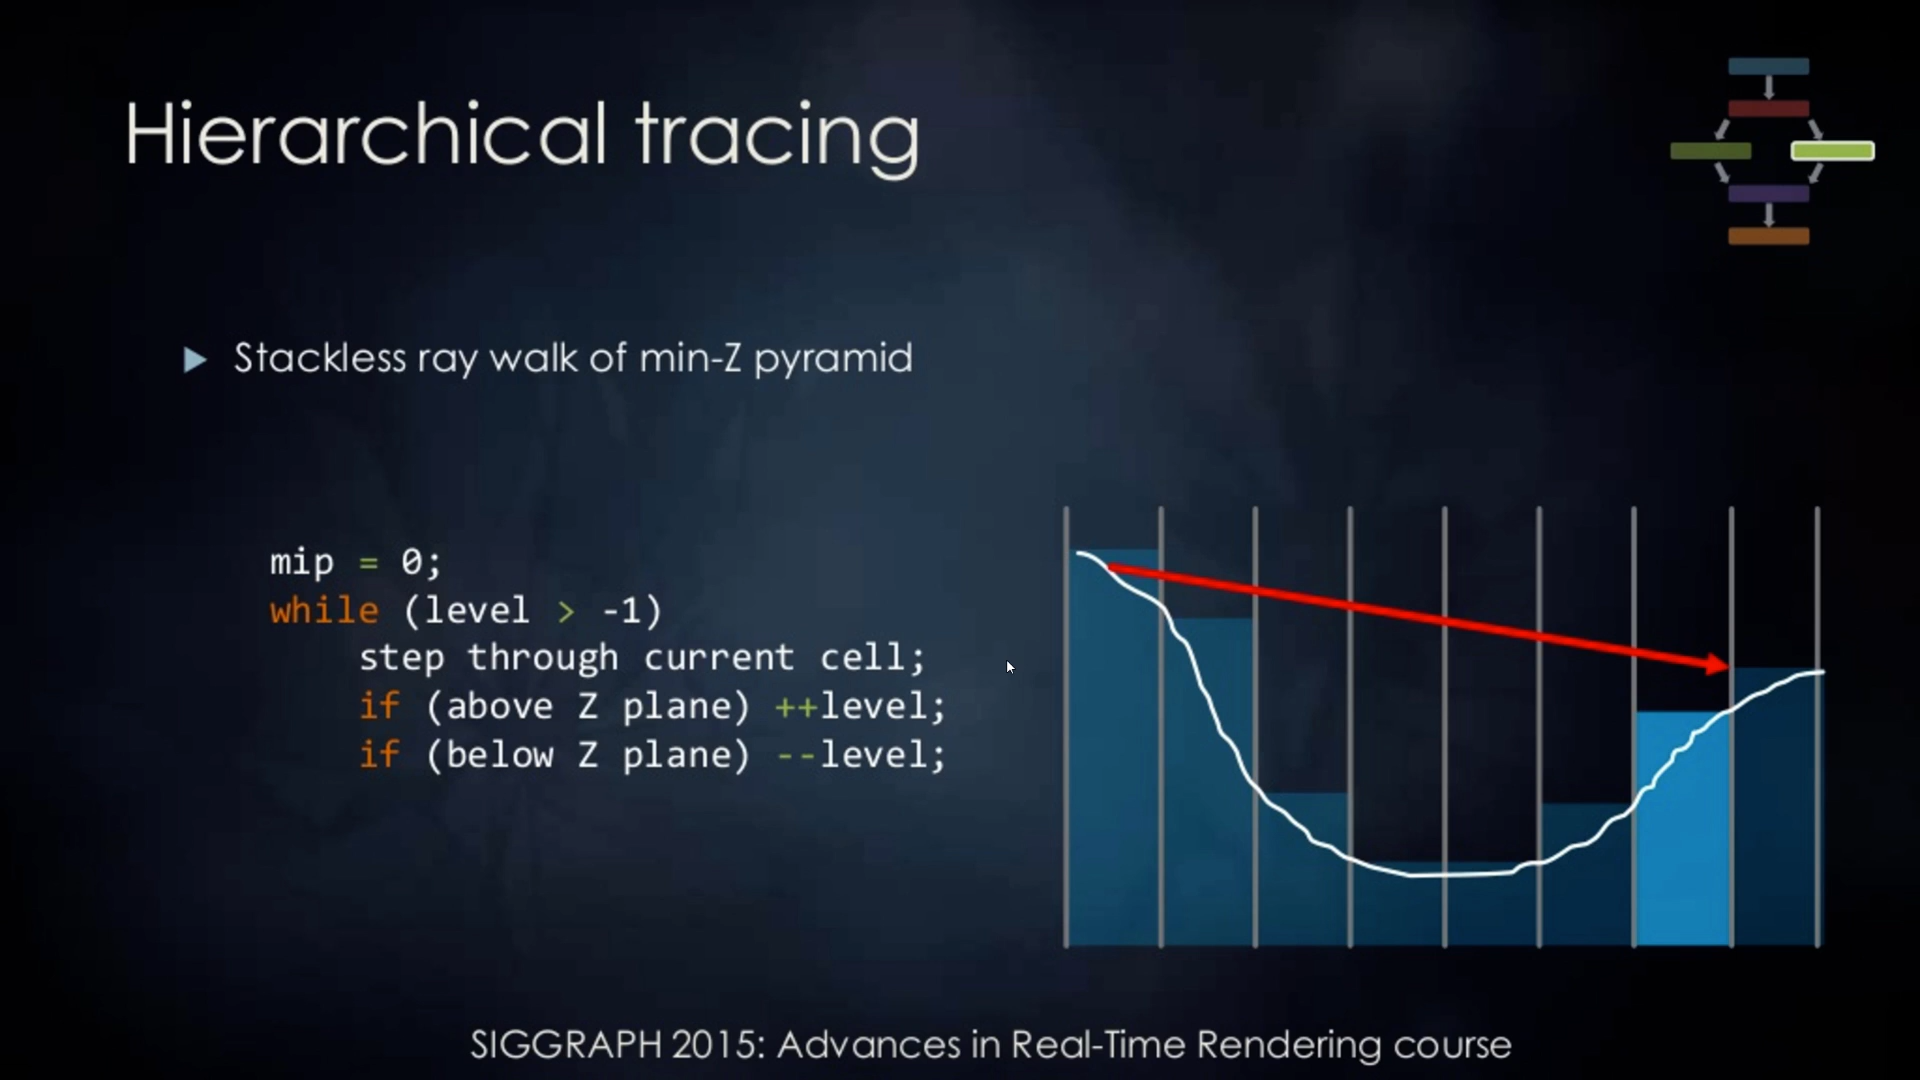 Hierarchical tracing
Stackless ray walk of min-Z pyramid
mip = 0;
while (level > -1)
step through current cell;
if (above Z plane) ++level;
if (below Z plane) --level;
SIGGRAPH 2015: Advances in Real-Time Rendering course